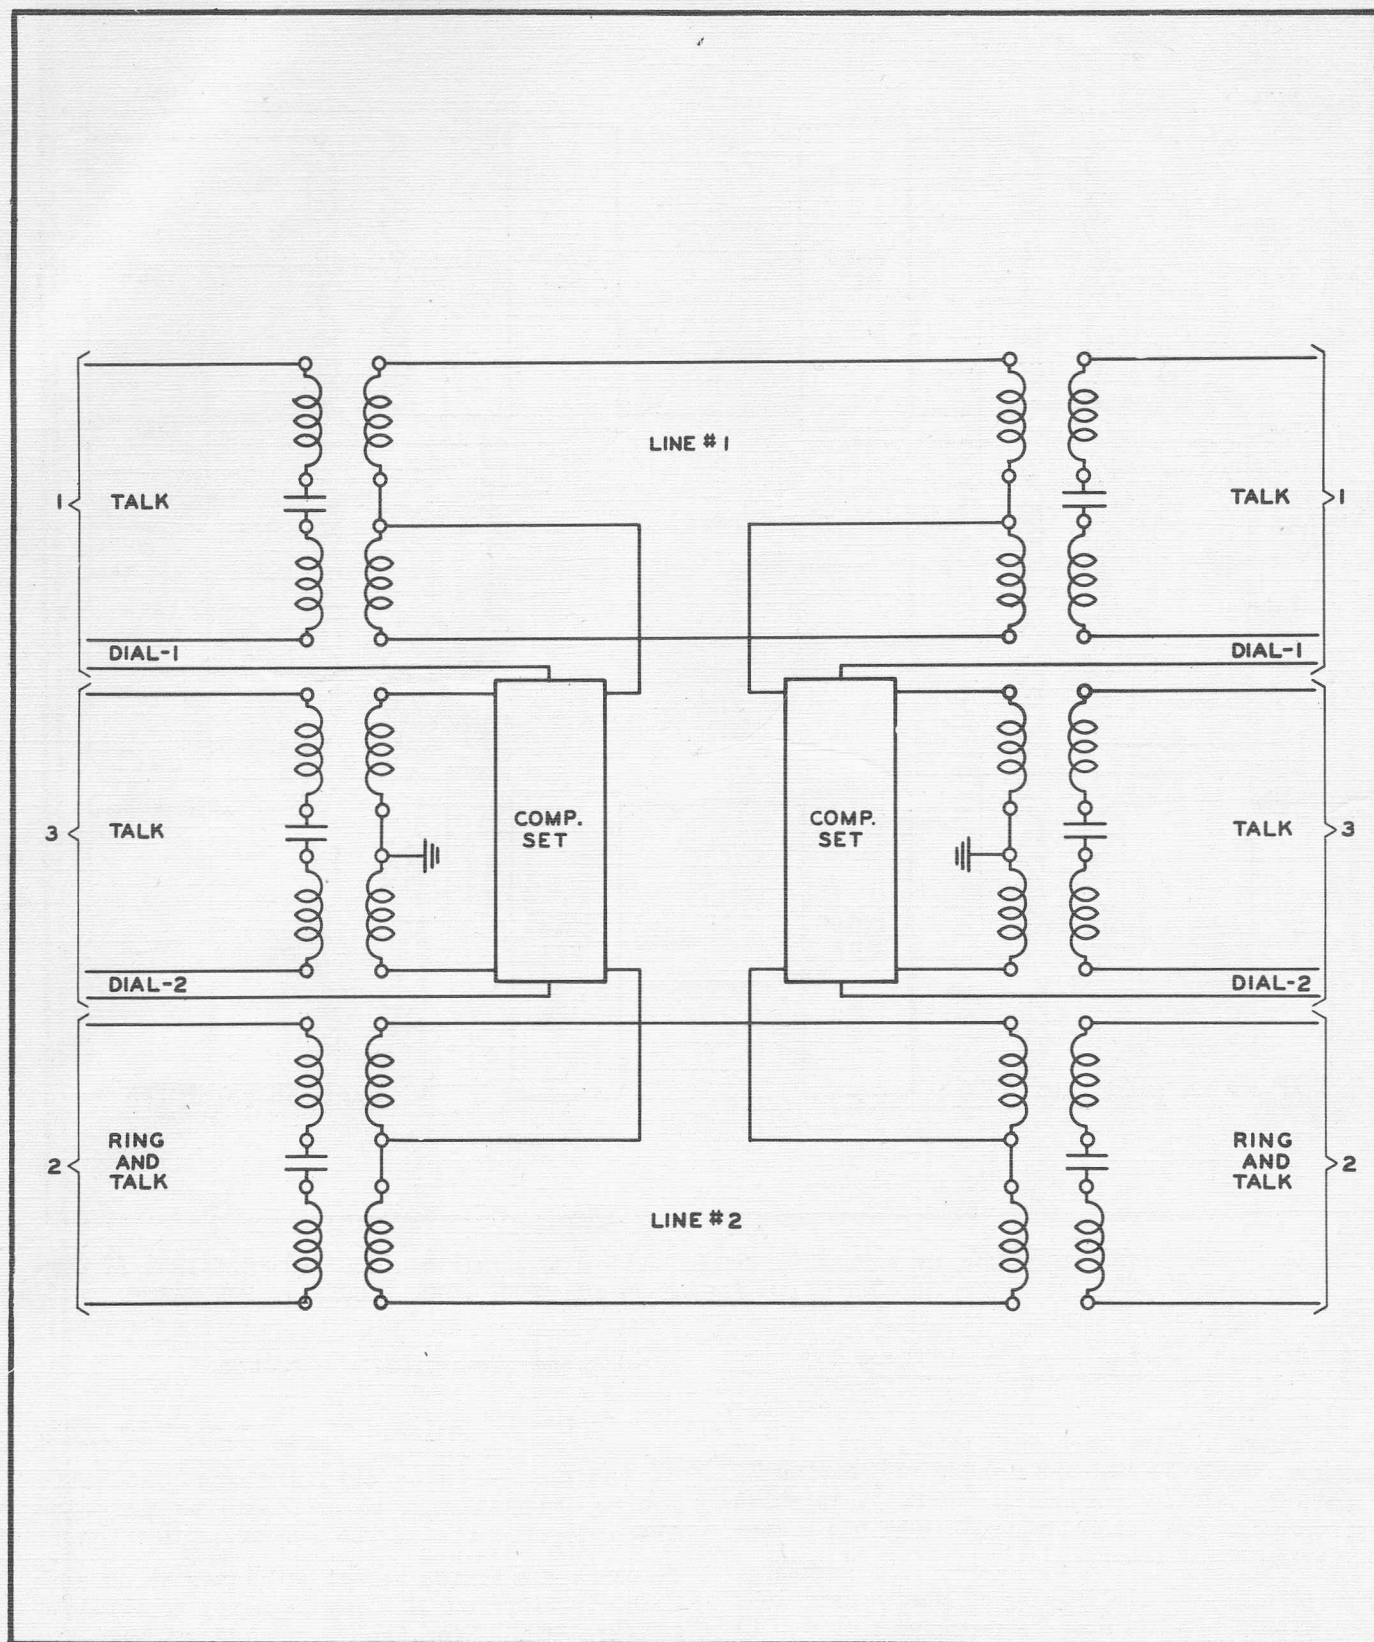 LINE # 1
1
TALK
TALK
1
DIAL-1
DIAL-1
3
TALK
COMP.
SET
COMP.
SET
TALK
3
DIAL-2
DIAL-2
2
RING
AND
TALK
RING
AND
TALK
2
LINE #2